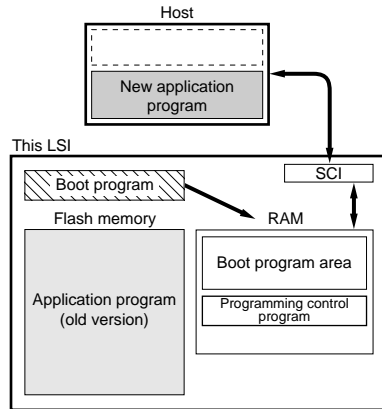 Host
New application
program
This LSI
SCI
Boot program
Flash memory
RAM
Application program
(old version)
Boot program area
Programming control
program